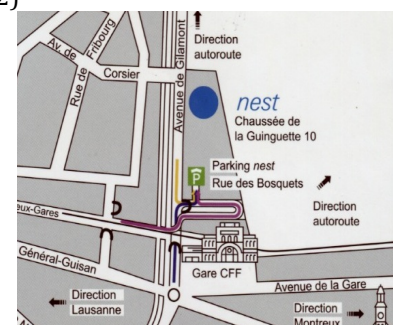 2)
Direction
autoroute
Av. de
Fribourg
Rue de
Corsier
Avenue de Gilamont
nest
Chaussée de
la Guinguette 10
Parking nest
P
Rue des Bosquets
Direction
autoroute
eux-Gares
Général-Guisan
Gare CFF
Avenue de la Gare
Direction
Lausanne
Direction
Montreux